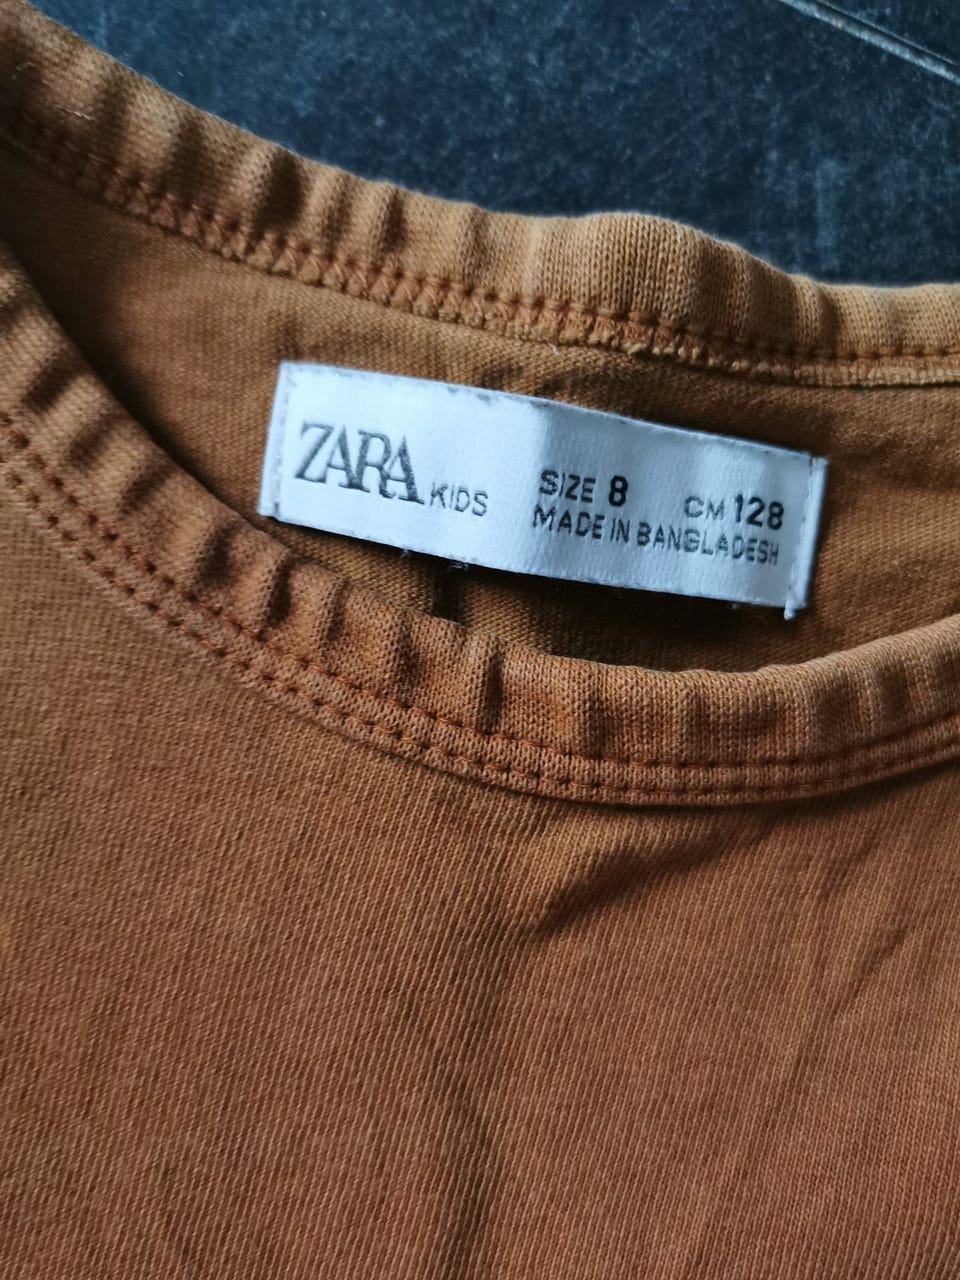 ZARA KIDS
SIZE 8 CM 128
MADE IN BANGLADESH